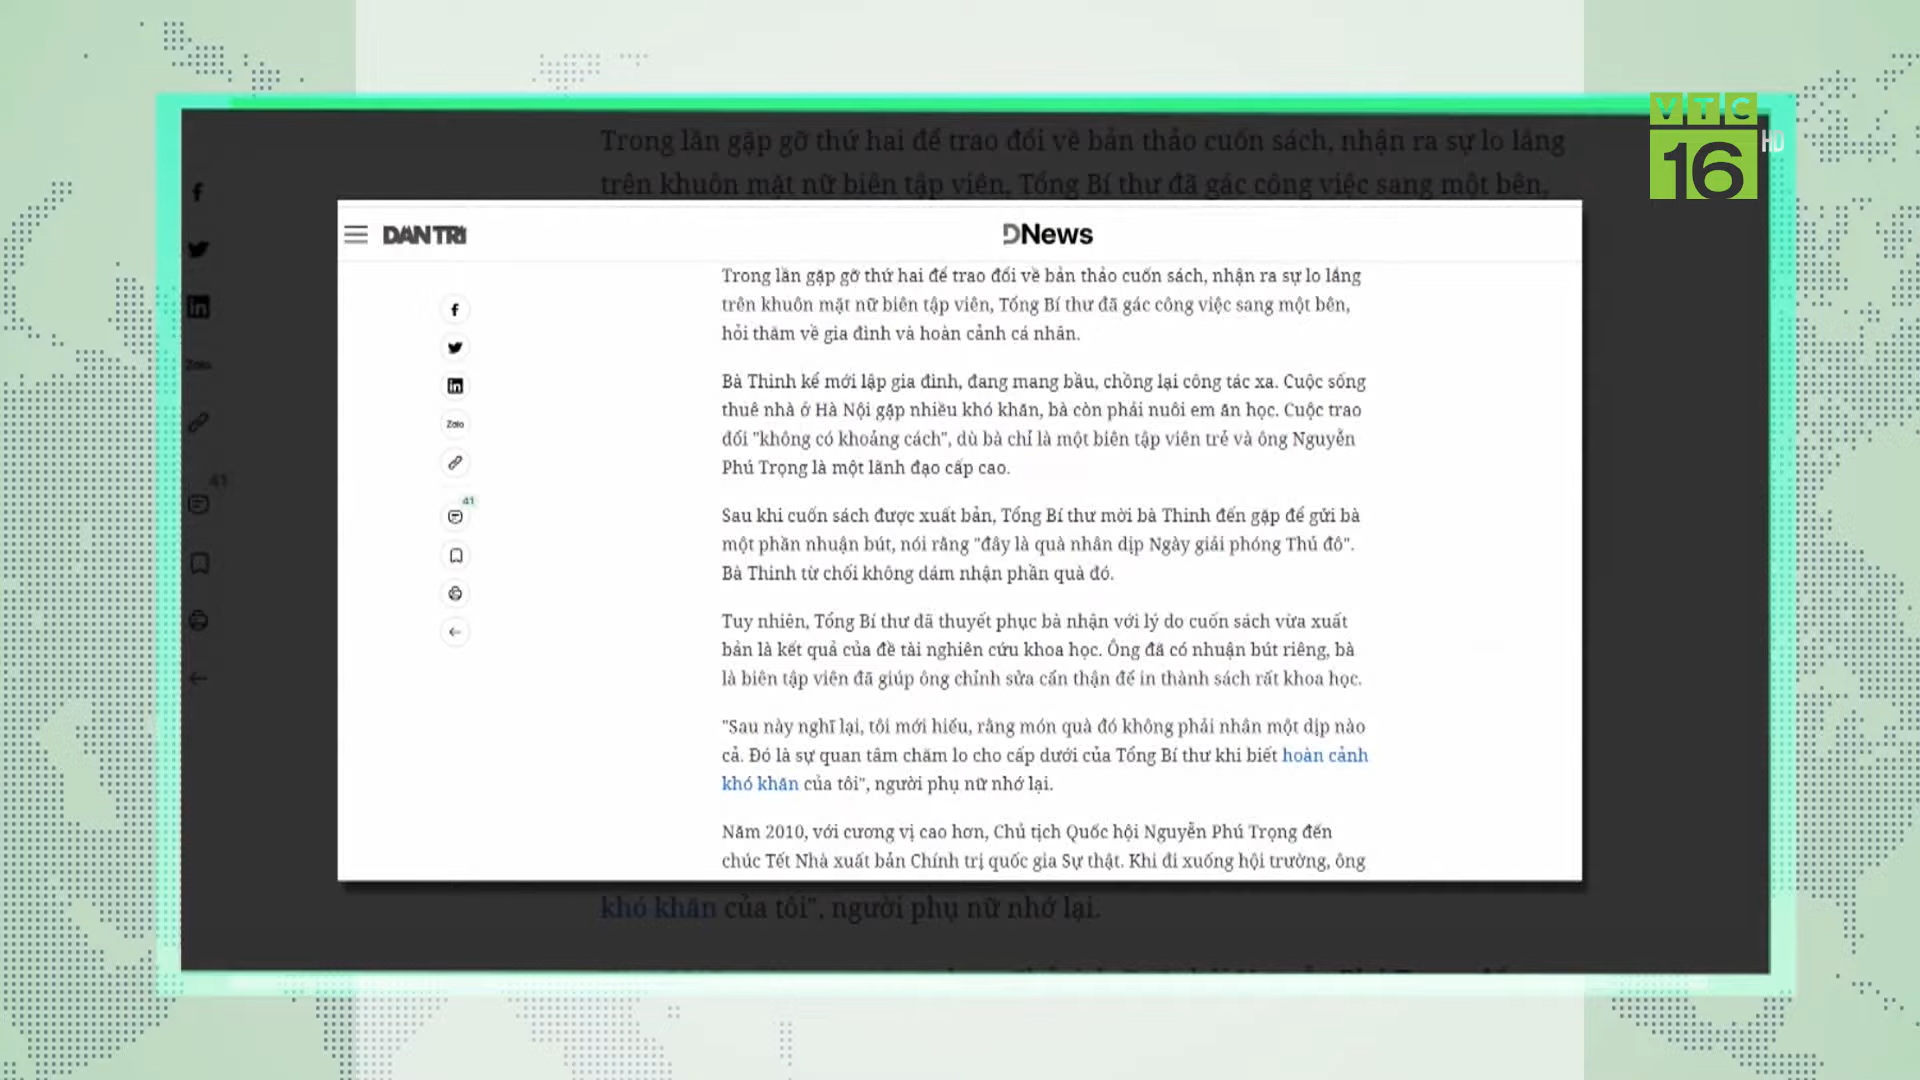 VTC
16
HD
Trong lần gặp gỡ thứ hai để trao đổi về bản thảo cuốn sách, nhận ra sự lo lắng
trên khuôn mặt nữ biên tập viên, Tổng Bí thư đã gác công việc sang một bên,
DÂN TRÍ
DNews
Trong lần gặp gỡ thứ hai để trao đổi về bản thảo cuốn sách, nhận ra sự lo lắng
trên khuôn mặt nữ biên tập viên, Tổng Bí thư đã gác công việc sang một bên,
hỏi thăm về gia đình và hoàn cảnh cá nhân.
Bà Thinh kể mới lập gia đình, đang mang bầu, chồng lại công tác xa. Cuộc sống
thuê nhà ở Hà Nội gặp nhiều khó khăn, bà còn phải nuôi em ăn học. Cuộc trao
đổi "không có khoảng cách", dù bà chỉ là một biên tập viên trẻ và ông Nguyễn
Phú Trọng là một lãnh đạo cấp cao.
Sau khi cuốn sách được xuất bản, Tổng Bí thư mời bà Thinh đến gặp để gửi bà
một phần nhuận bút, nói rằng "đây là quà nhân dịp Ngày giải phóng Thủ đô".
Bà Thinh từ chối không dám nhận phần quà đó.
Tuy nhiên, Tổng Bí thư đã thuyết phục bà nhận với lý do cuốn sách vừa xuất
bản là kết quả của đề tài nghiên cứu khoa học. Ông đã có nhuận bút riêng, bà
là biên tập viên đã giúp ông chỉnh sửa cẩn thận để in thành sách rất khoa học.
"Sau này nghĩ lại, tôi mới hiểu, rằng món quà đó không phải nhân một dịp nào
cả. Đó là sự quan tâm chăm lo cho cấp dưới của Tổng Bí thư khi biết hoàn cảnh
khó khăn của tôi", người phụ nữ nhớ lại.
Năm 2010, với cương vị cao hơn, Chủ tịch Quốc hội Nguyễn Phú Trọng đến
chúc Tết Nhà xuất bản Chính trị quốc gia Sự thật. Khi đi xuống hội trường, ông
Zalo
41
Zalo
41
khó khăn của tôi", người phụ nữ nhớ lại.